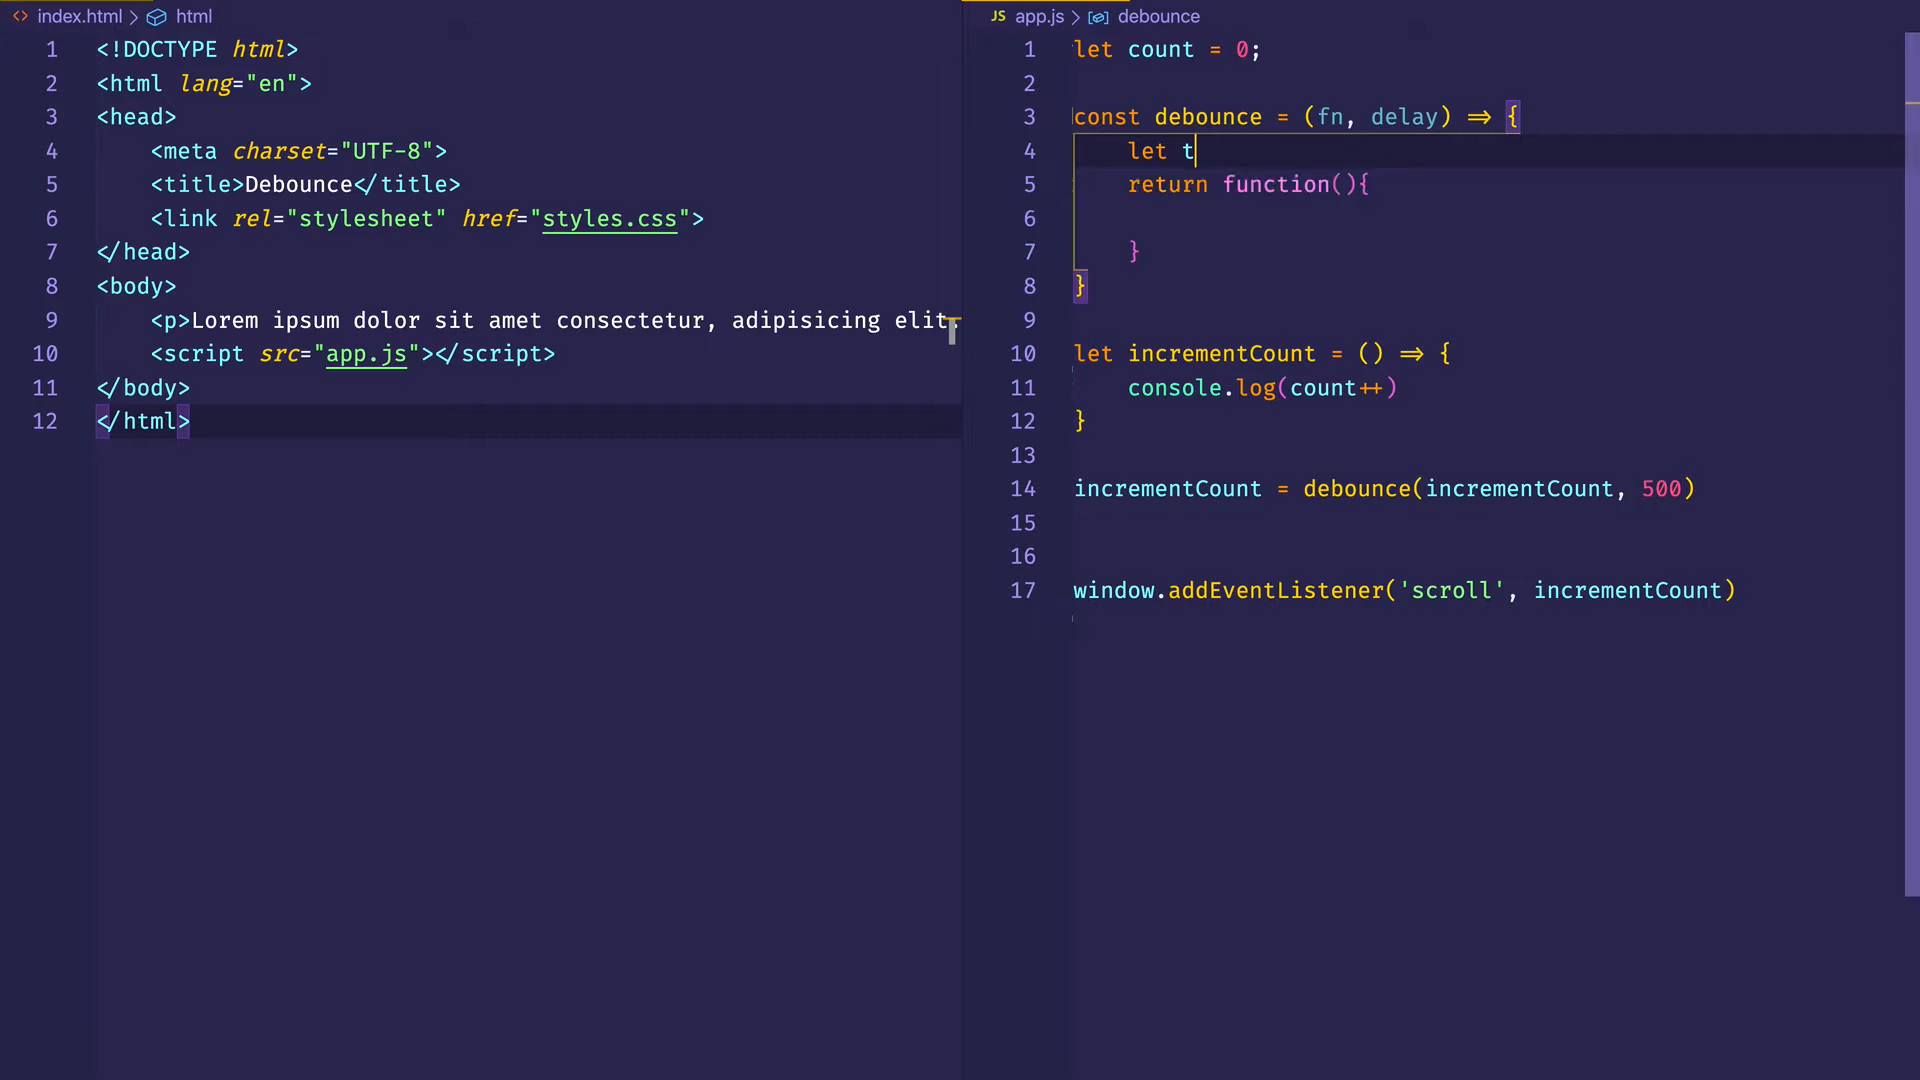 index.html > html
1 <!DOCTYPE html>
2 <html lang="en">
3 <head>
4     <meta charset="UTF-8">
5     <title>Debounce</title>
6     <link rel="stylesheet" href="styles.css">
7 </head>
8 <body>
9     <p>Lorem ipsum dolor sit amet consectetur, adipisicing elit.
10     <script src="app.js"></script>
11 </body>
12 </html>
JS app.js > debounce
1 let count = 0;
2
3 const debounce = (fn, delay) => {
4     let t
5     return function(){
6
7     }
8 }
9
10 let incrementCount = () => {
11     console.log(count++)
12 }
13
14 incrementCount = debounce(incrementCount, 500)
15
16
17 window.addEventListener('scroll', incrementCount)